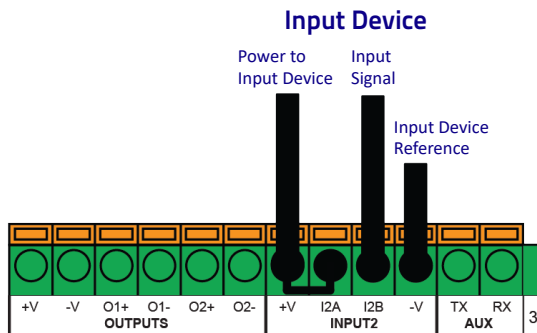 Input Device
Power to
Input Device
Input
Signal
Input Device
Reference
+V -V O1+ O1- O2+ O2- +V I2A I2B -V TX RX
OUTPUTS INPUT2 AUX
3